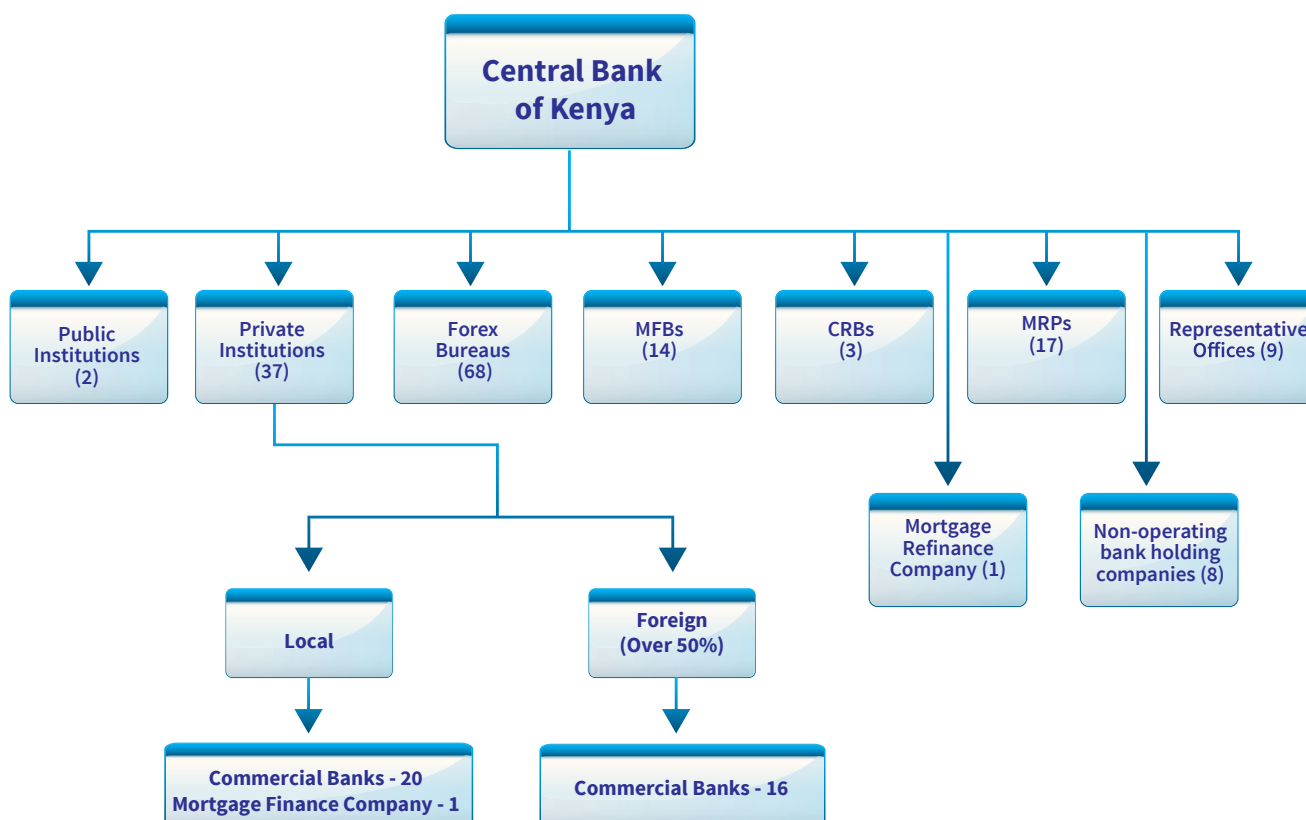 Central Bank
of Kenya
Public
Institutions
(2)
Private
Institutions
(37)
Forex
Bureaus
(68)
MFBs
(14)
CRBs
(3)
MRPs
(17)
Representative
Offices (9)
Mortgage
Refinance
Company (1)
Non-operating
bank holding
companies (8)
Local
Foreign
(Over 50%)
Commercial Banks - 20
Mortgage Finance Company - 1
Commercial Banks - 16